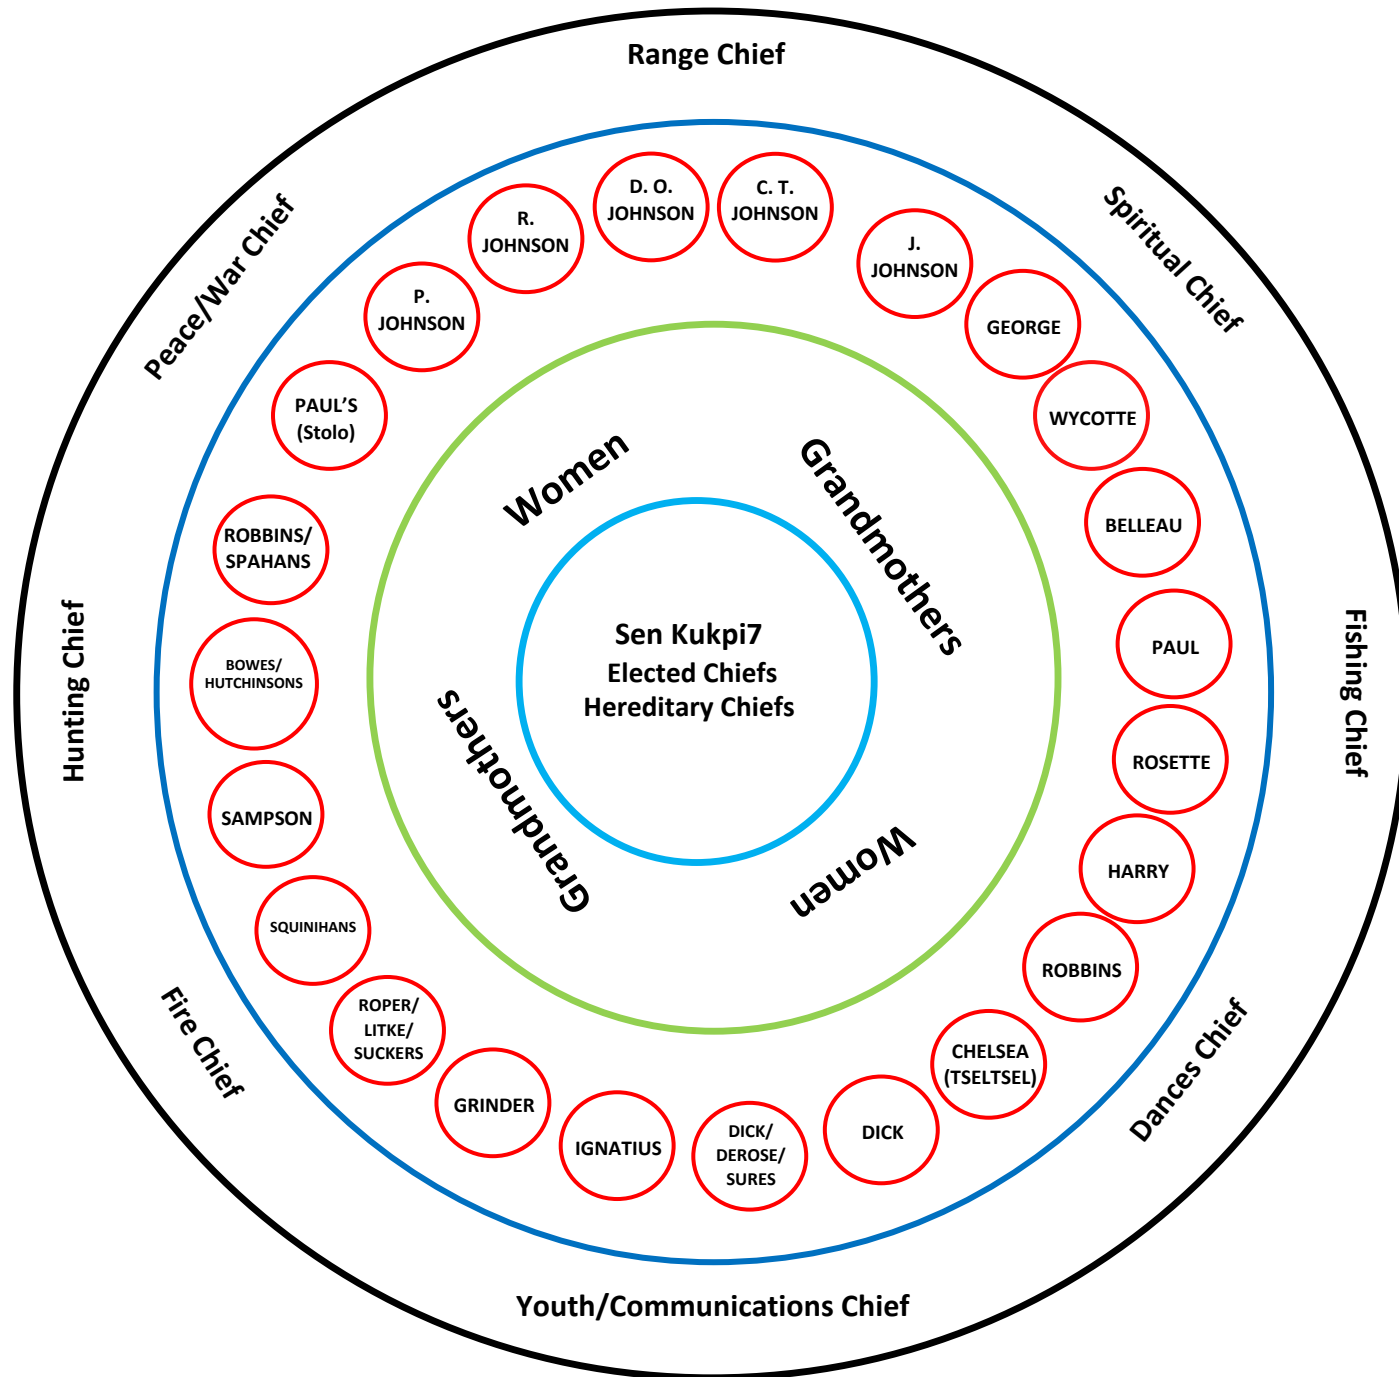 Range Chief
Spiritual Chief
Fishing Chief
Dances Chief
Youth/Communications Chief
Fire Chief
Hunting Chief
Peace/War Chief
D. O.
JOHNSON
C. T.
JOHNSON
J.
JOHNSON
GEORGE
WYCOTTE
BELLEAU
PAUL
ROSETTE
HARRY
ROBBINS
CHELSEA
(TSELTSEL)
DICK
DICK/
DEROSE/
SURES
IGNATIUS
GRINDER
ROPER/
LITKE/
SUCKERS
SQUINIHANS
SAMPSON
BOWES/
HUTCHINSONS
ROBBINS/
SPAHANS
PAUL’S
(Stolo)
P.
JOHNSON
R.
JOHNSON
Women
Grandmothers
Women
Grandmothers
Sen Kukpi7
Elected Chiefs
Hereditary Chiefs